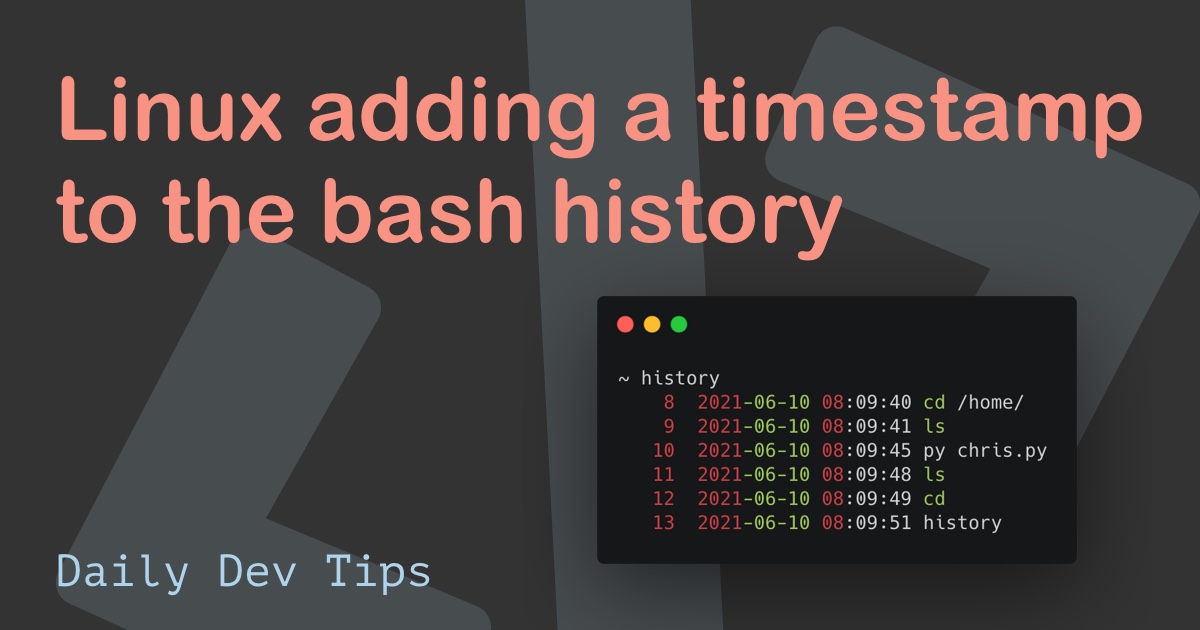 Linux adding a timestamp
to the bash history
~ history
8  2021-06-10 08:09:40 cd /home/
9  2021-06-10 08:09:41 ls
10  2021-06-10 08:09:45 py chris.py
11  2021-06-10 08:09:48 ls
12  2021-06-10 08:09:49 cd
13  2021-06-10 08:09:51 history
Daily Dev Tips